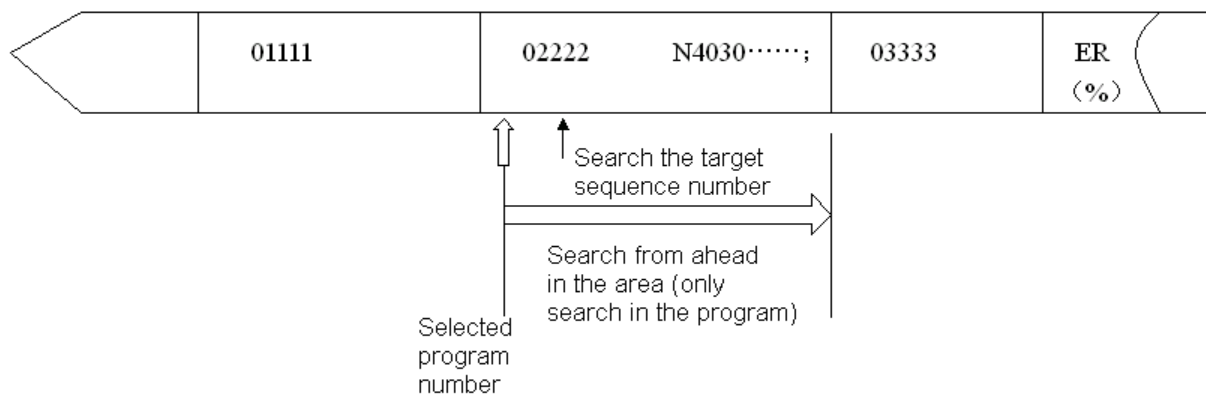 01111 02222 N4030……; 03333 ER
(%)
Search the target
sequence number
Search from ahead
in the area (only
search in the program)
Selected
program
number